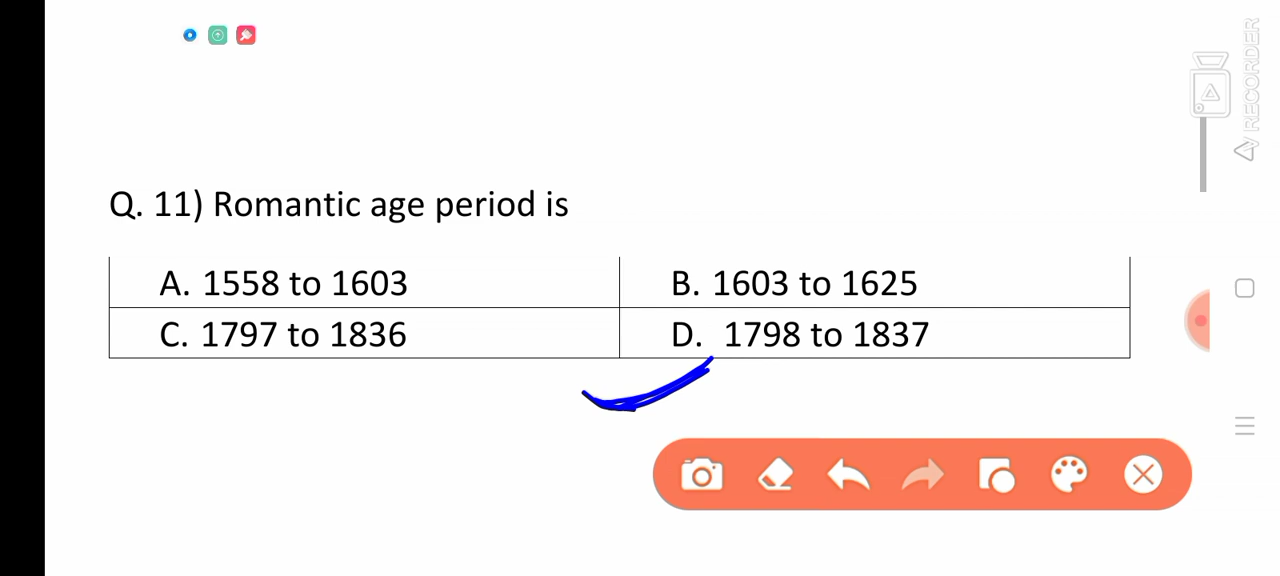 Q. 11) Romantic age period is
A. 1558 to 1603
B. 1603 to 1625
C. 1797 to 1836
D. 1798 to 1837
RECORDER